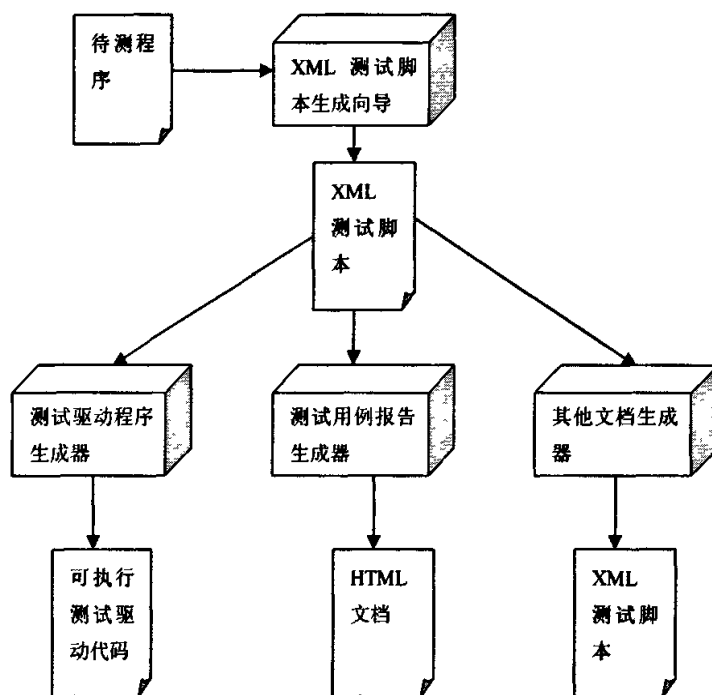 待测程
序
XML 测试脚
本生成向导
XML
测试脚
本
测试驱动程序
生成器
测试用例报告
生成器
其他文档生成
器
可执行
测试驱
动代码
HTML
文档
XML
测试脚
本